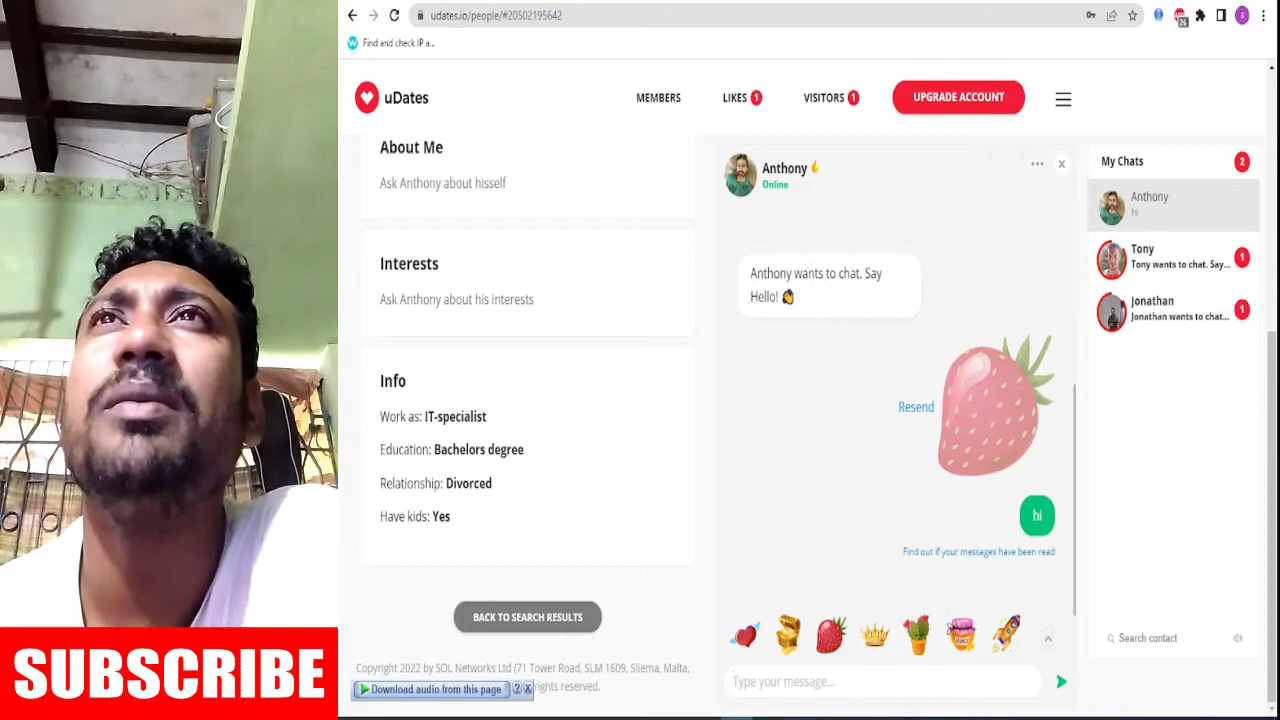 udates.io/people/#20502195642
26
S
Find and check IP a...
uDates
MEMBERS
LIKES 1
VISITORS 1
UPGRADE ACCOUNT
About Me
Ask Anthony about hisself
Interests
Ask Anthony about his interests
Info
Work as: IT-specialist
Education: Bachelors degree
Relationship: Divorced
Have kids: Yes
BACK TO SEARCH RESULTS
Copyright 2022 by SOL Networks Ltd (71 Tower Road, SLM 1609, Sliema, Malta,
rights reserved.
Download audio from this page ? X
Anthony
Online
Anthony wants to chat. Say
Hello!
Resend
hi
Find out if your messages have been read
Type your message...
My Chats 2
Anthony
hi
Tony
Tony wants to chat. Say... 1
Jonathan
Jonathan wants to chat... 1
Search contact
SUBSCRIBE